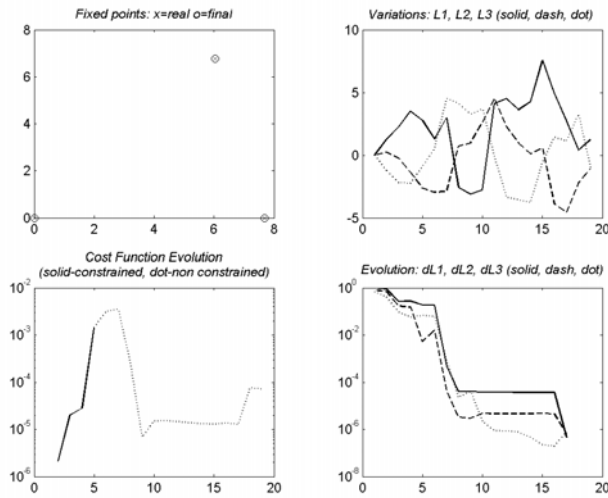 Fixed points: x=real o=final
8
6
4
2
0
0 2 4 6 8
Variations: L1, L2, L3 (solid, dash, dot)
10
5
0
-5
0 5 10 15 20
Cost Function Evolution
(solid-constrained, dot-non constrained)
10^-2
10^-3
10^-4
10^-5
10^-6
0 5 10 15 20
Evolution: dL1, dL2, dL3 (solid, dash, dot)
10^0
10^-2
10^-4
10^-6
10^-8
0 5 10 15 20